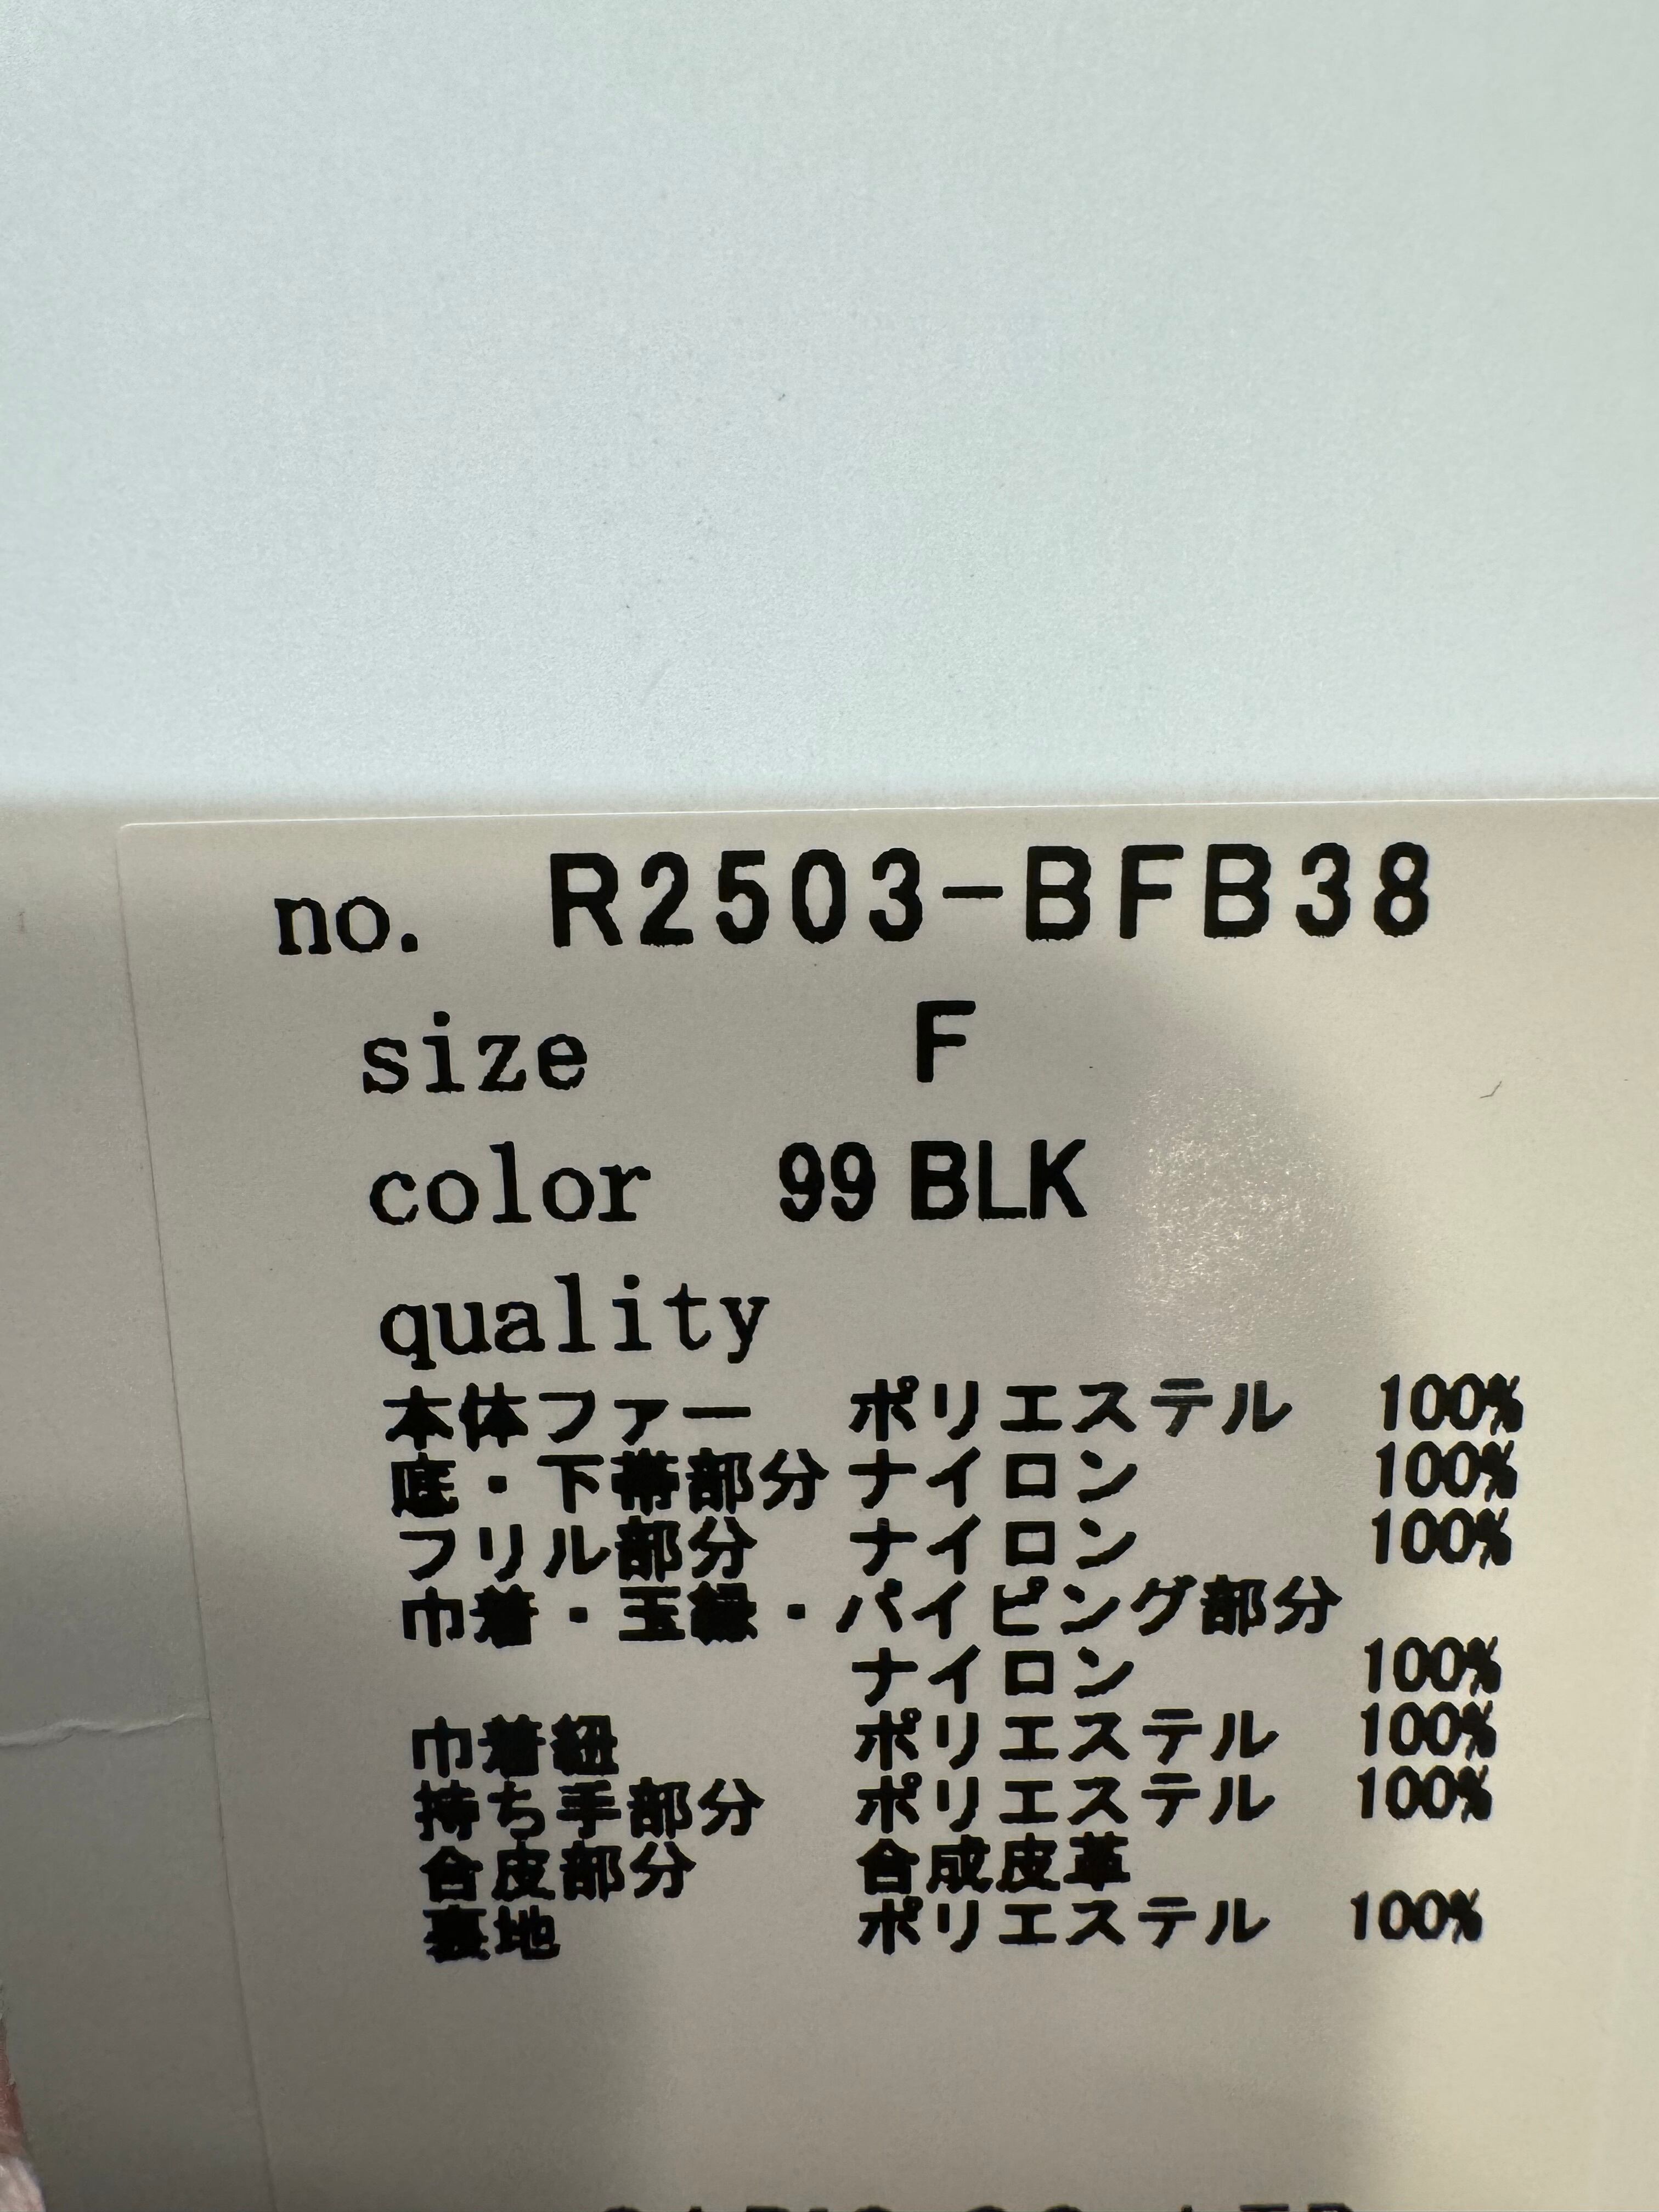 no. R2503-BFB38
size F
color 99 BLK
quality
本体ファー ポリエステル 100%
底・下帯部分 ナイロン 100%
フリル部分 ナイロン 100%
巾着・玉縁・パイピング部分
ナイロン 100%
巾着紐 ポリエステル 100%
持ち手部分 ポリエステル 100%
合皮部分 合成皮革
裏地 ポリエステル 100%